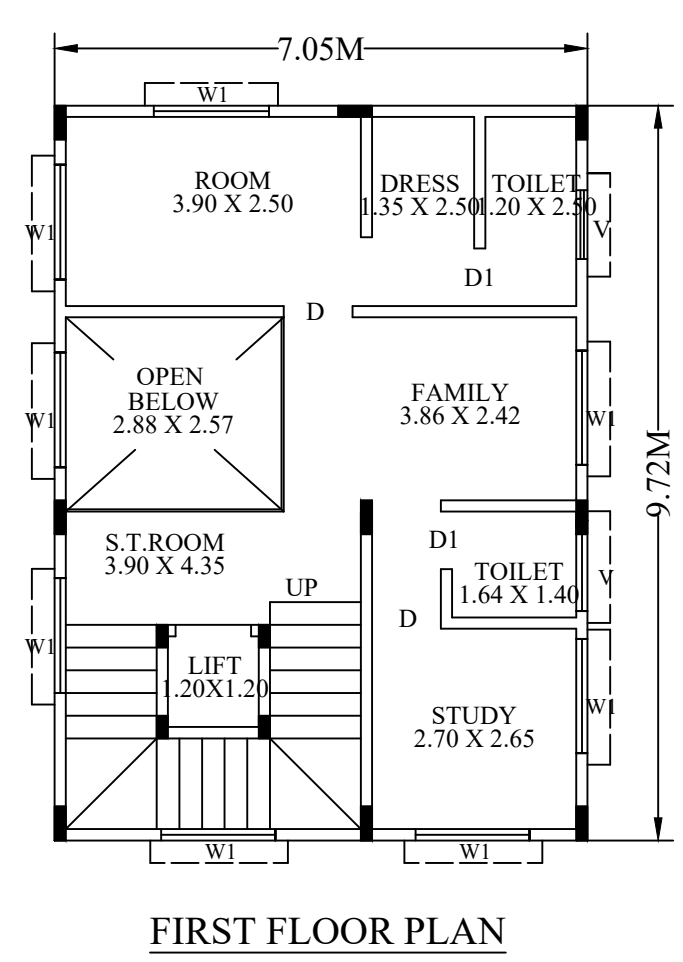 7.05M
W1
ROOM
3.90 X 2.50
DRESS
1.35 X 2.50
TOILET
1.20 X 2.50
W1
V
D1
D
OPEN
BELOW
2.88 X 2.57
FAMILY
3.86 X 2.42
W1
W1
9.72M
S.T.ROOM
3.90 X 4.35
D1
TOILET
1.64 X 1.40
V
UP
D
W1
LIFT
1.20X1.20
STUDY
2.70 X 2.65
W1
W1
W1
FIRST FLOOR PLAN